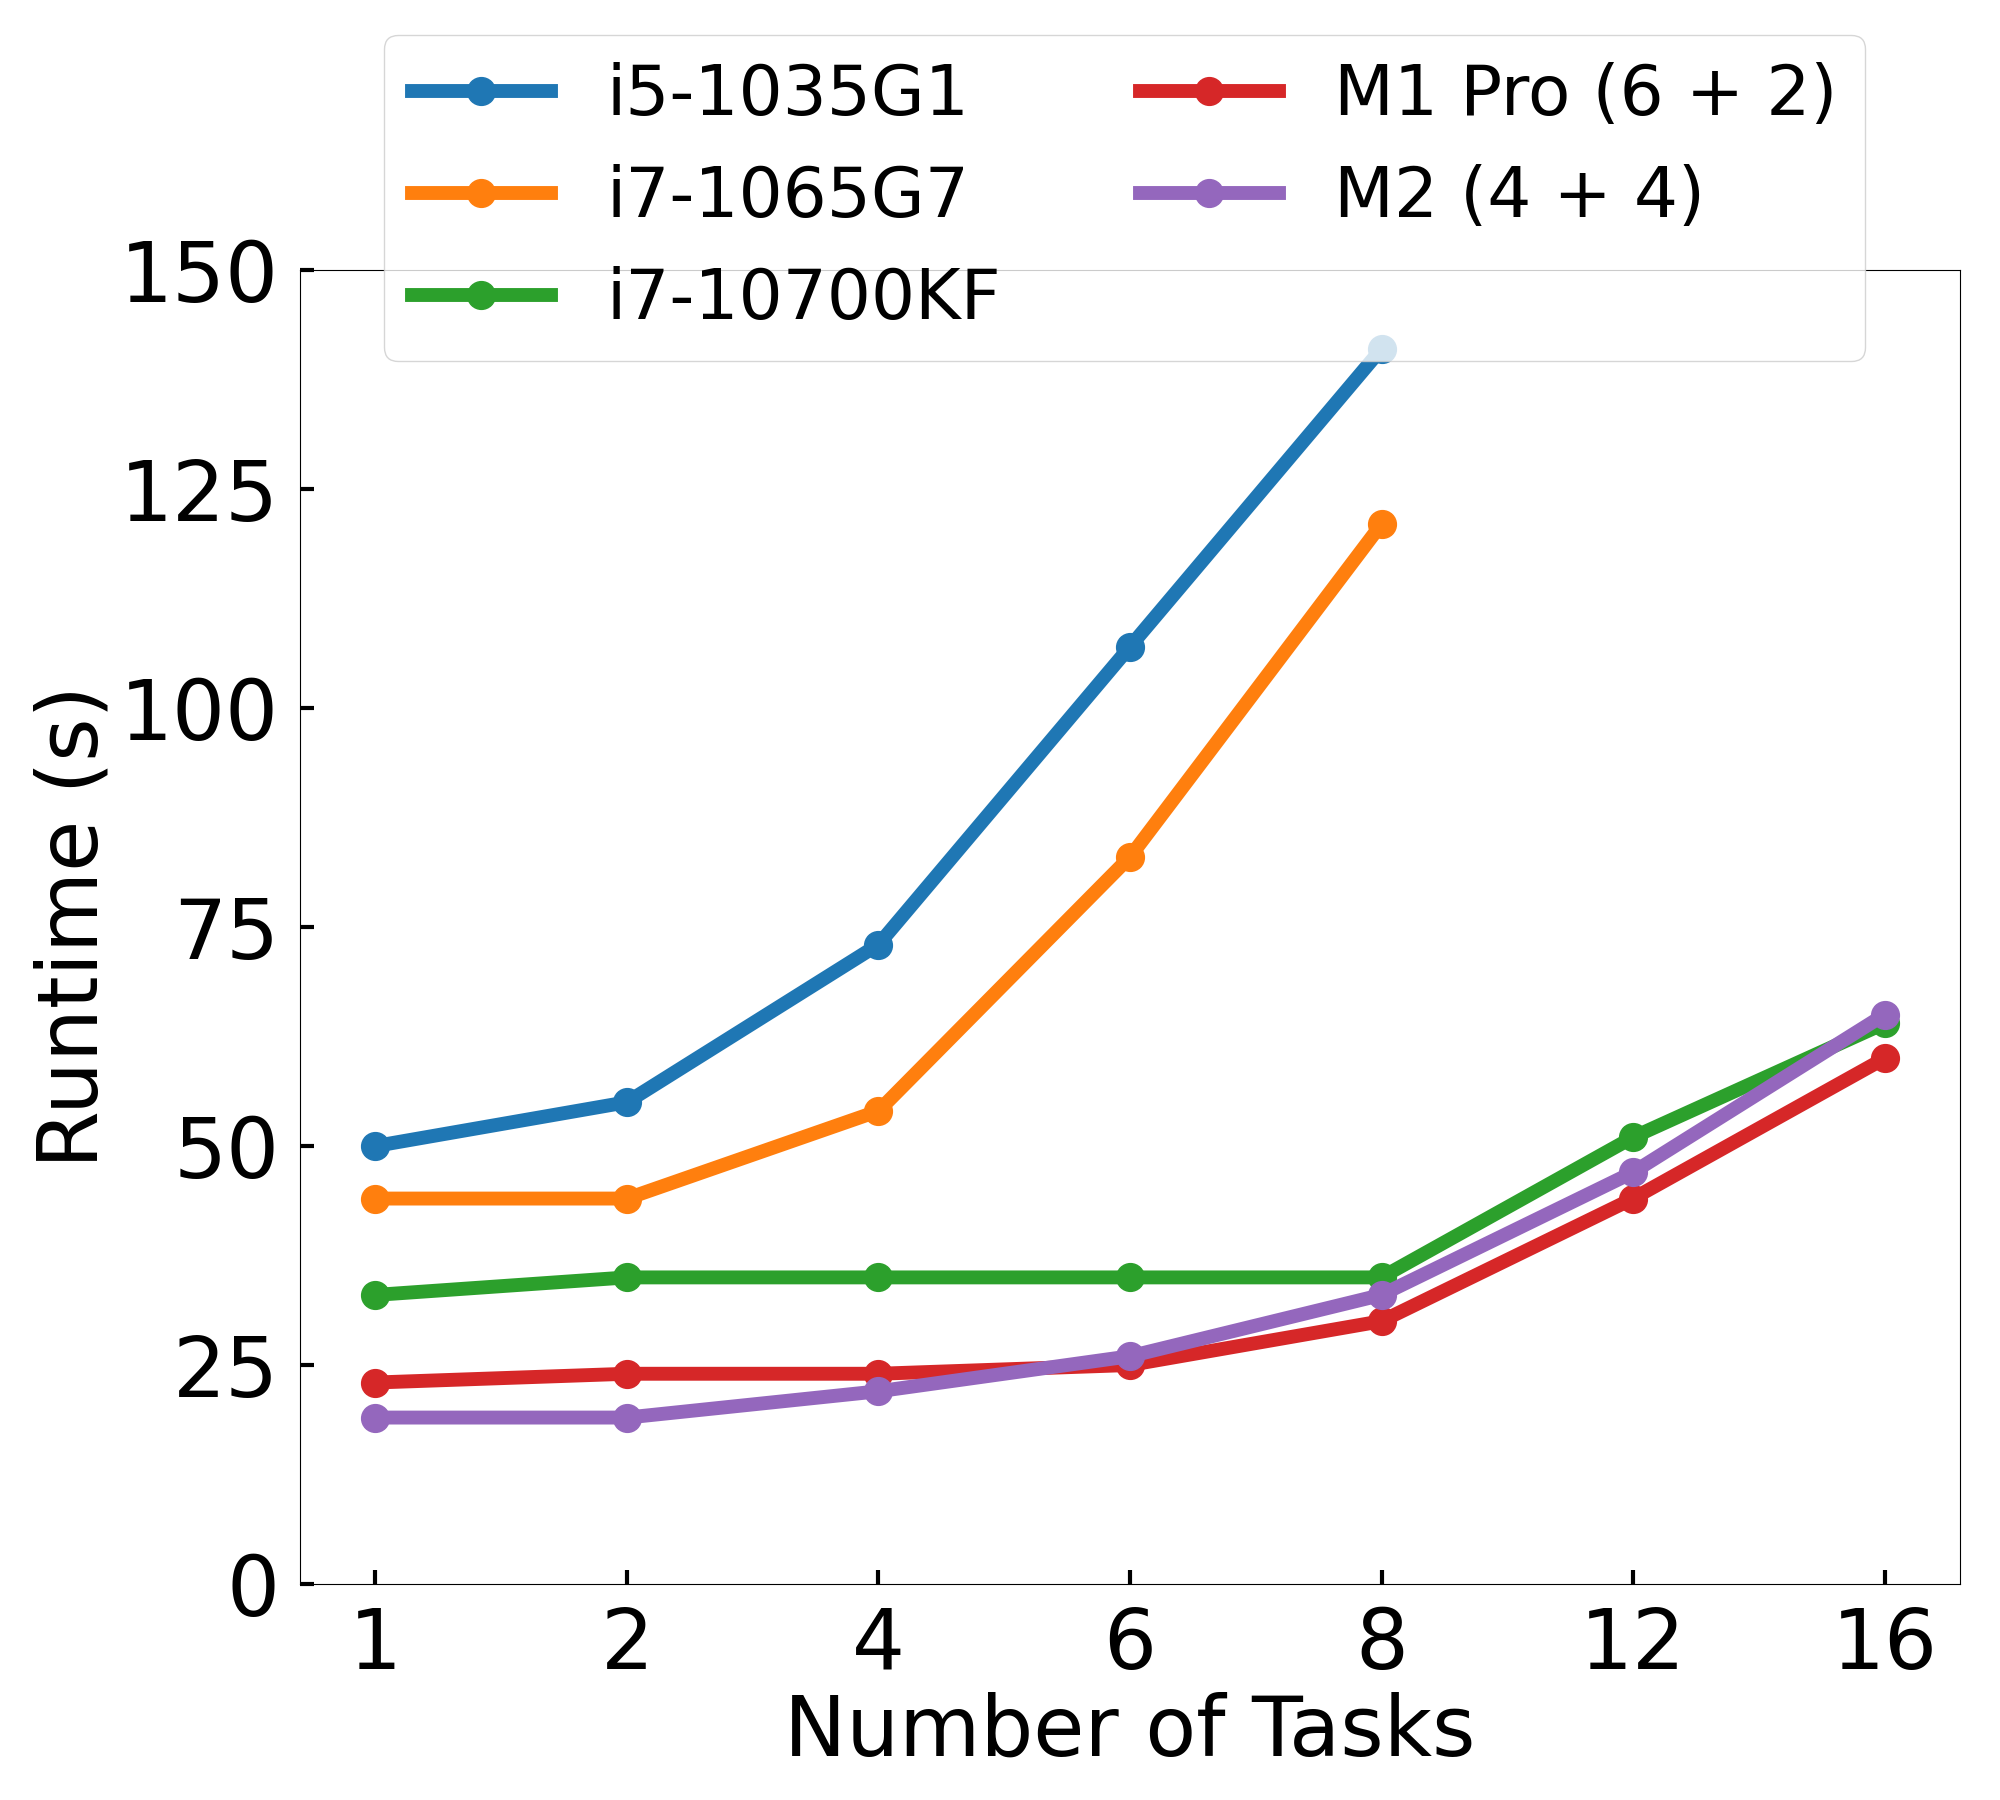 i5-1035G1
i7-1065G7
i7-10700KF
M1 Pro (6 + 2)
M2 (4 + 4)
150
125
100
75
50
25
0
Runtime (s)
1 2 4 6 8 12 16
Number of Tasks